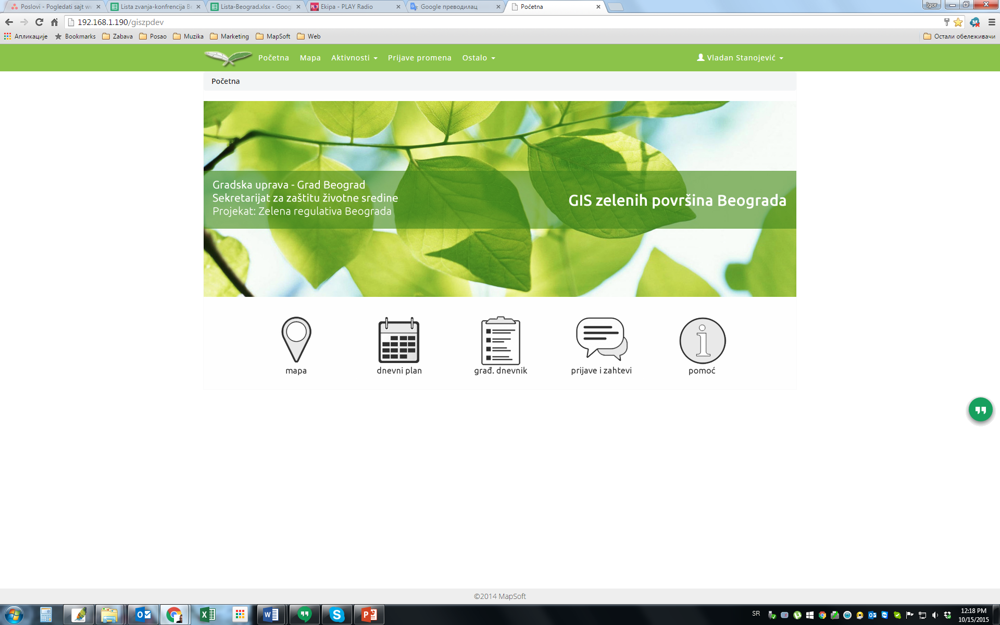 Poslovi - Pogledati sajt
Lista zvanja-konfrencija
Lista-Beograd.xlsx - Goog
Ekipa - PLAY Radio
Google преводилац
Početna
Igor
192.168.1.190/giszpdev
Апликације
Bookmarks
Zabava
Posao
Muzika
Marketing
MapSoft
Web
Остали обележивачи
Početna
Mapa
Aktivnosti
Prijave promena
Ostalo
Vladan Stanojević
Početna
Gradska uprava - Grad Beograd
Sekretarijat za zaštitu životne sredine
Projekat: Zelena regulativa Beograda
GIS zelenih površina Beograda
mapa
dnevni plan
građ. dnevnik
prijave i zahtevi
pomoć
©2014 MapSoft
SR
12:18 PM
10/15/2015